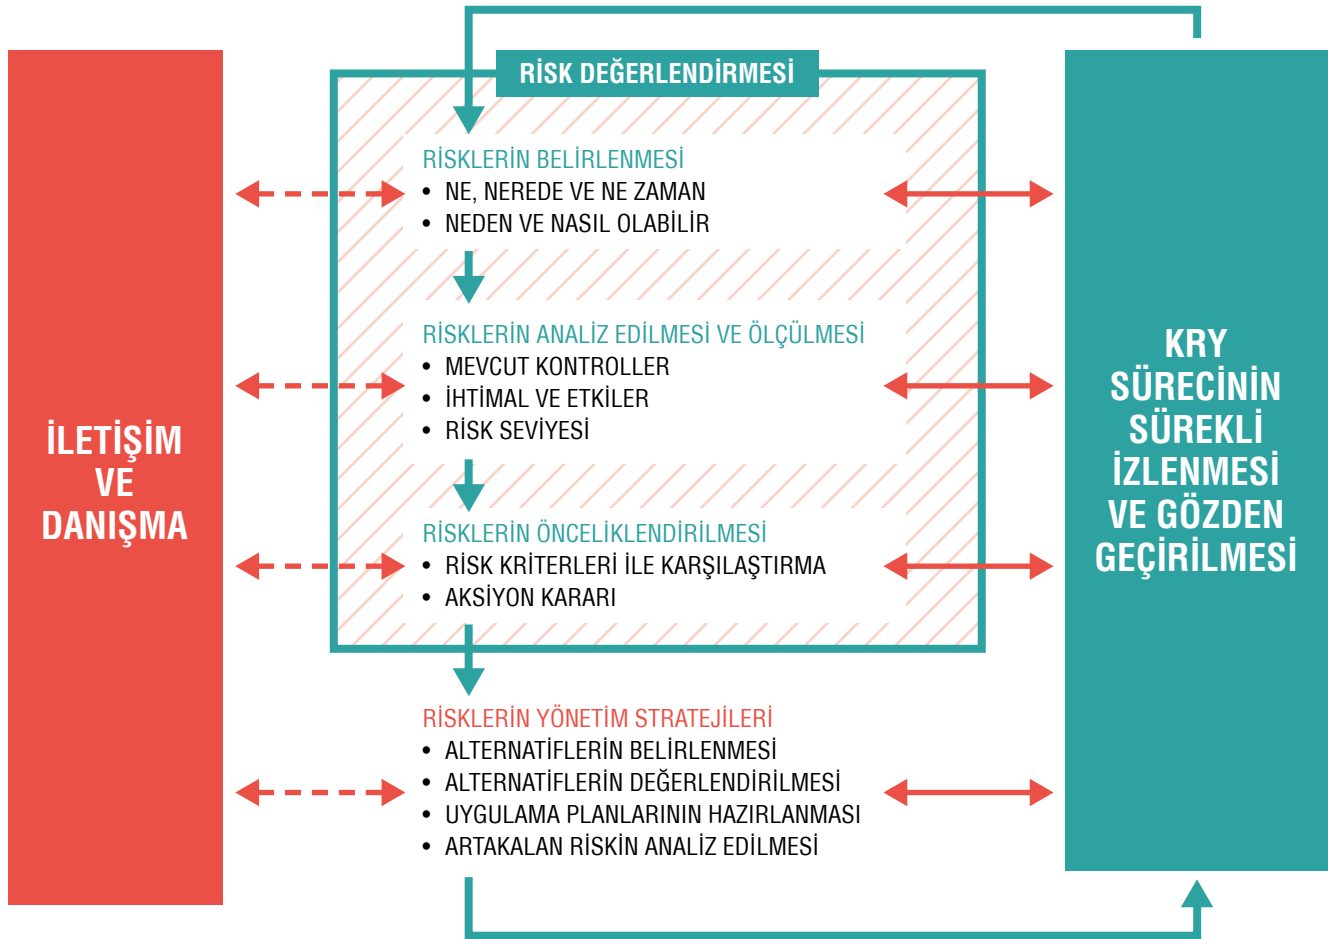 RİSK DEĞERLENDİRMESİ
RİSKLERİN BELİRLENMESİ
• NE, NEREDE VE NE ZAMAN
• NEDEN VE NASIL OLABİLİR
RİSKLERİN ANALİZ EDİLMESİ VE ÖLÇÜLMESİ
• MEVCUT KONTROLLER
• İHTİMAL VE ETKİLER
• RİSK SEVİYESİ
RİSKLERİN ÖNCELİKLENDİRİLMESİ
• RİSK KRİTERLERİ İLE KARŞILAŞTIRMA
• AKSİYON KARARI
RİSKLERİN YÖNETİM STRATEJİLERİ
• ALTERNATİFLERİN BELİRLENMESİ
• ALTERNATİFLERİN DEĞERLENDİRİLMESİ
• UYGULAMA PLANLARININ HAZIRLANMASI
• ARTAKALAN RİSKİN ANALİZ EDİLMESİ
İLETİŞİM
VE
DANIŞMA
KRY
SÜRECİNİN
SÜREKLİ
İZLENMESİ
VE GÖZDEN
GEÇİRİLMESİ